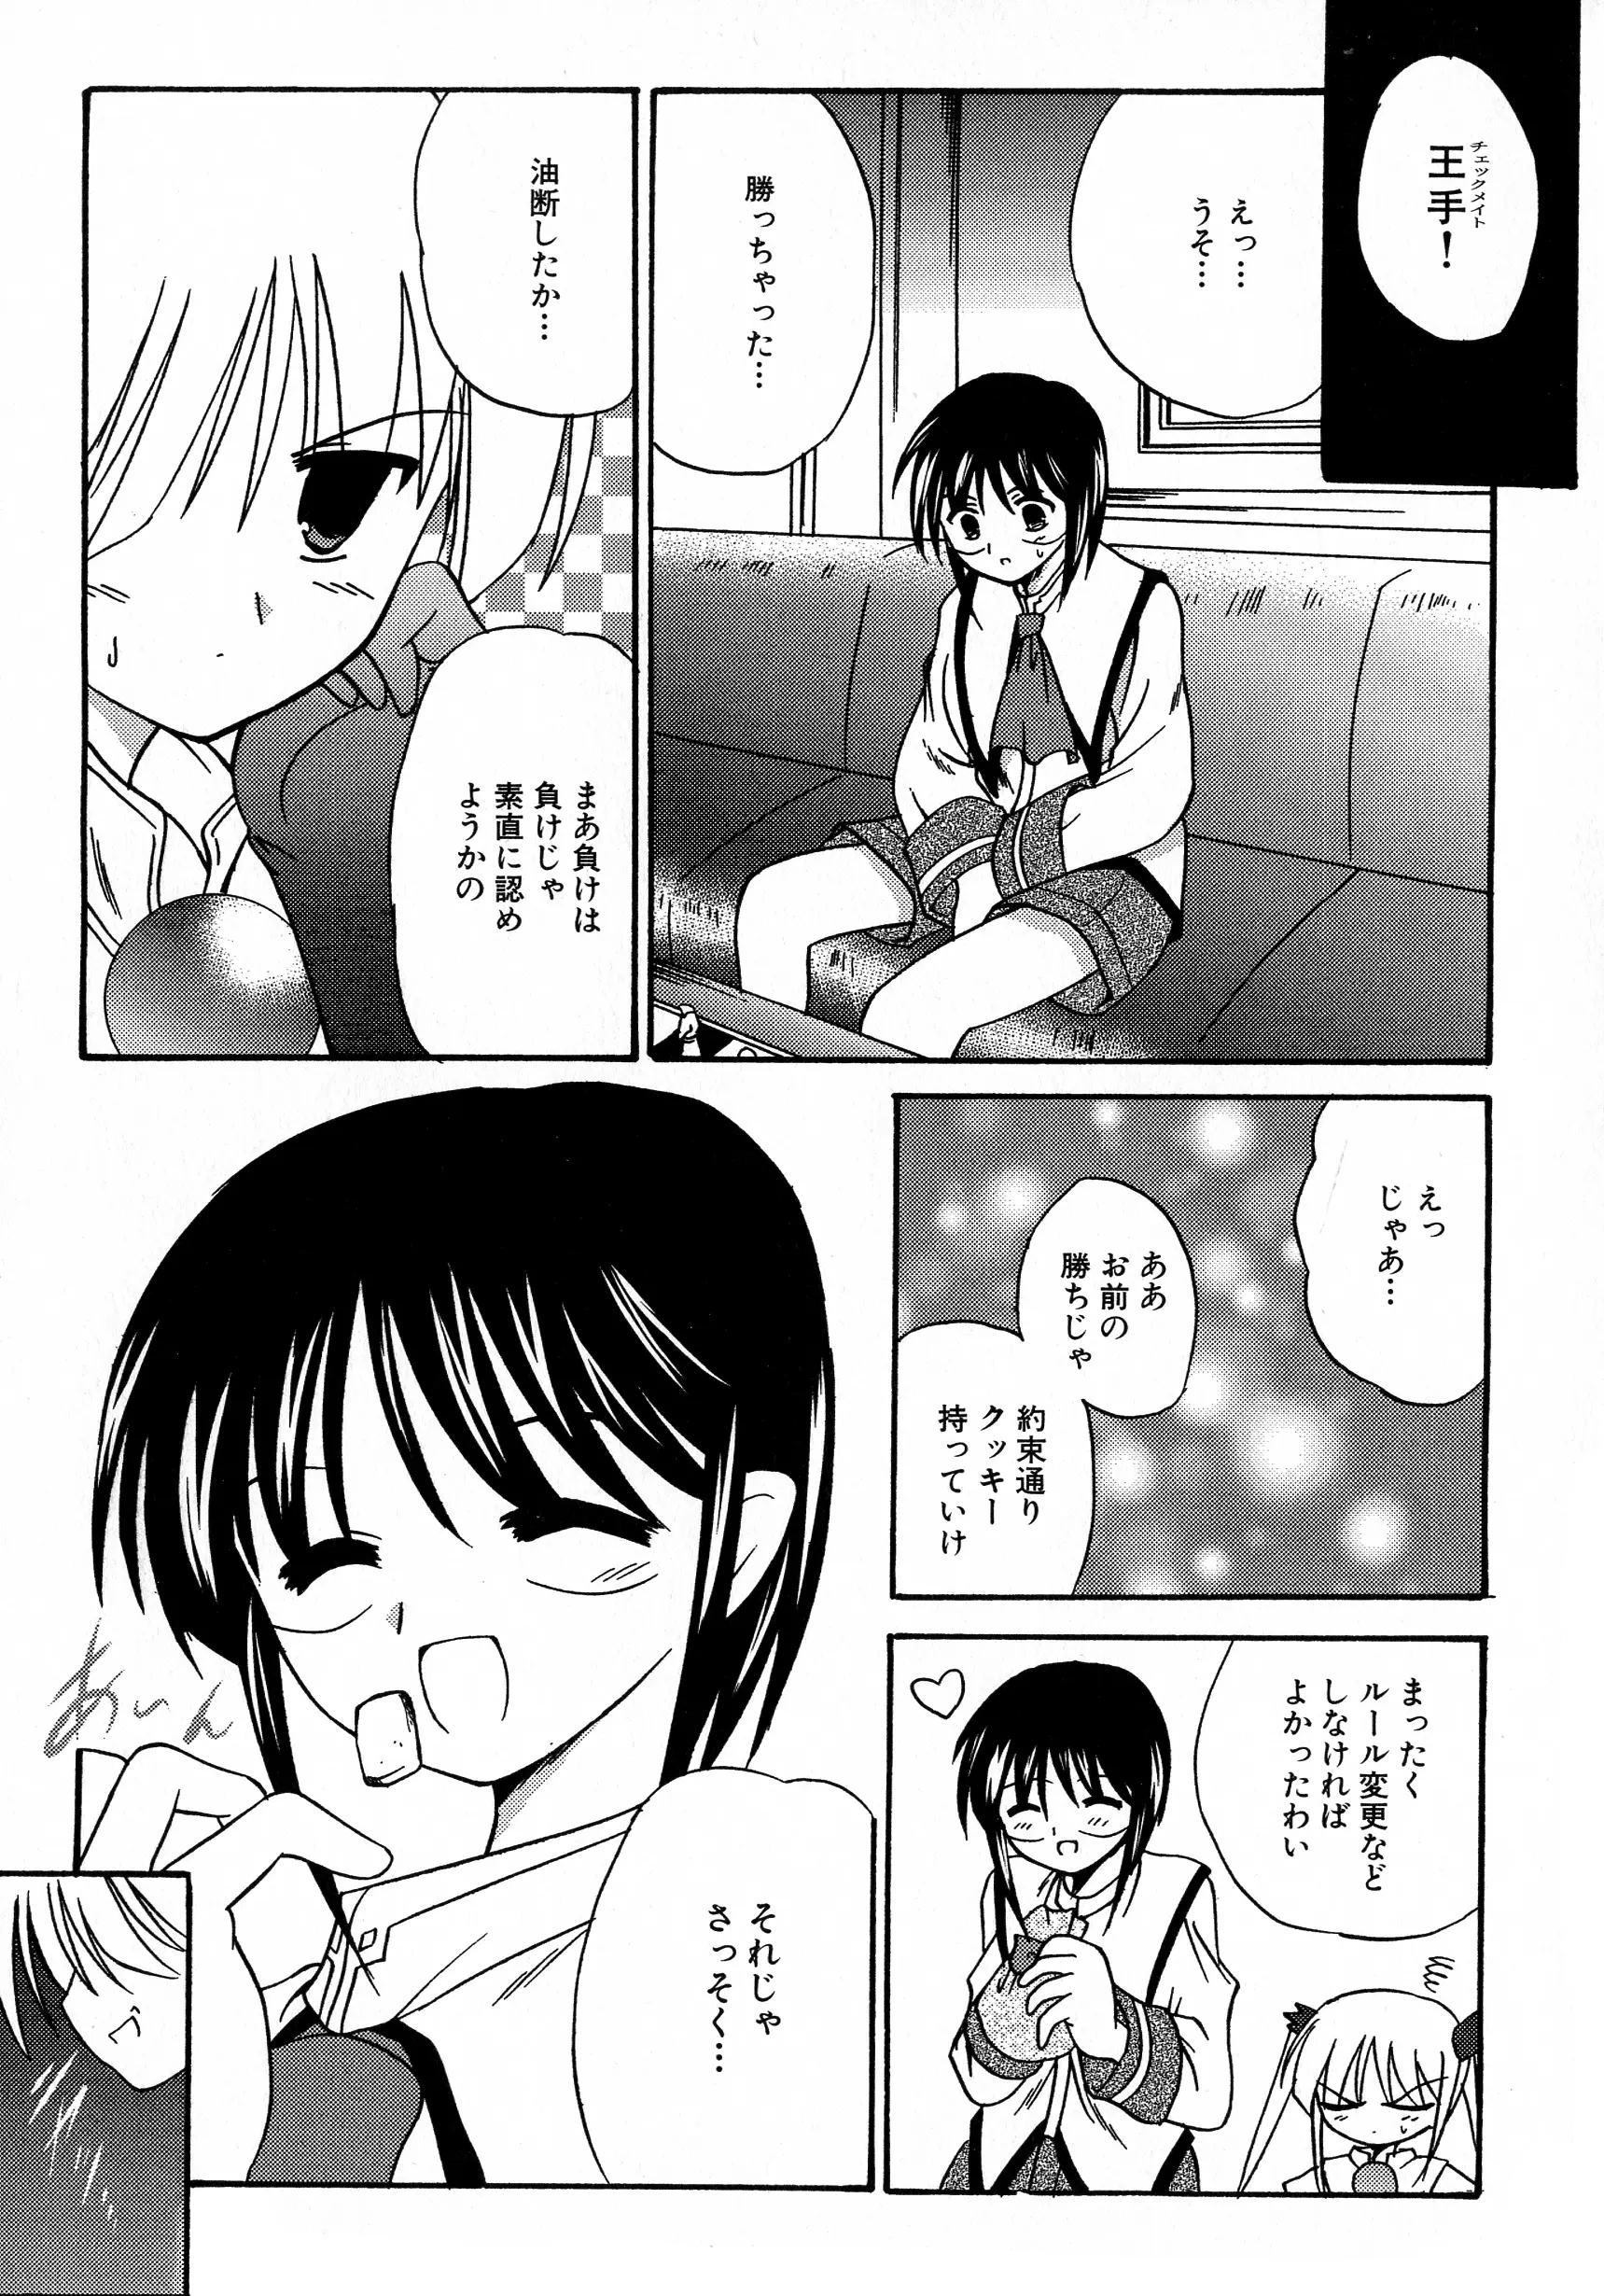 王手！
チェックメイト
えっ…
うそ…
勝っちゃった…
油断したか…
まあ負けは
負けじゃ
素直に認め
ようかの
えっ
じゃあ…
ああ
お前の
勝ちじゃ
約束通り
クッキー
持っていけ
まったく
ルール変更など
しなければ
よかったわい
それじゃ
さっそく…
あーん